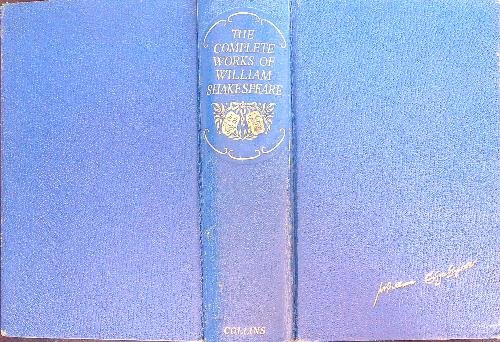 THE
COMPLETE
WORKS OF
WILLIAM
SHAKESPEARE
COLLINS